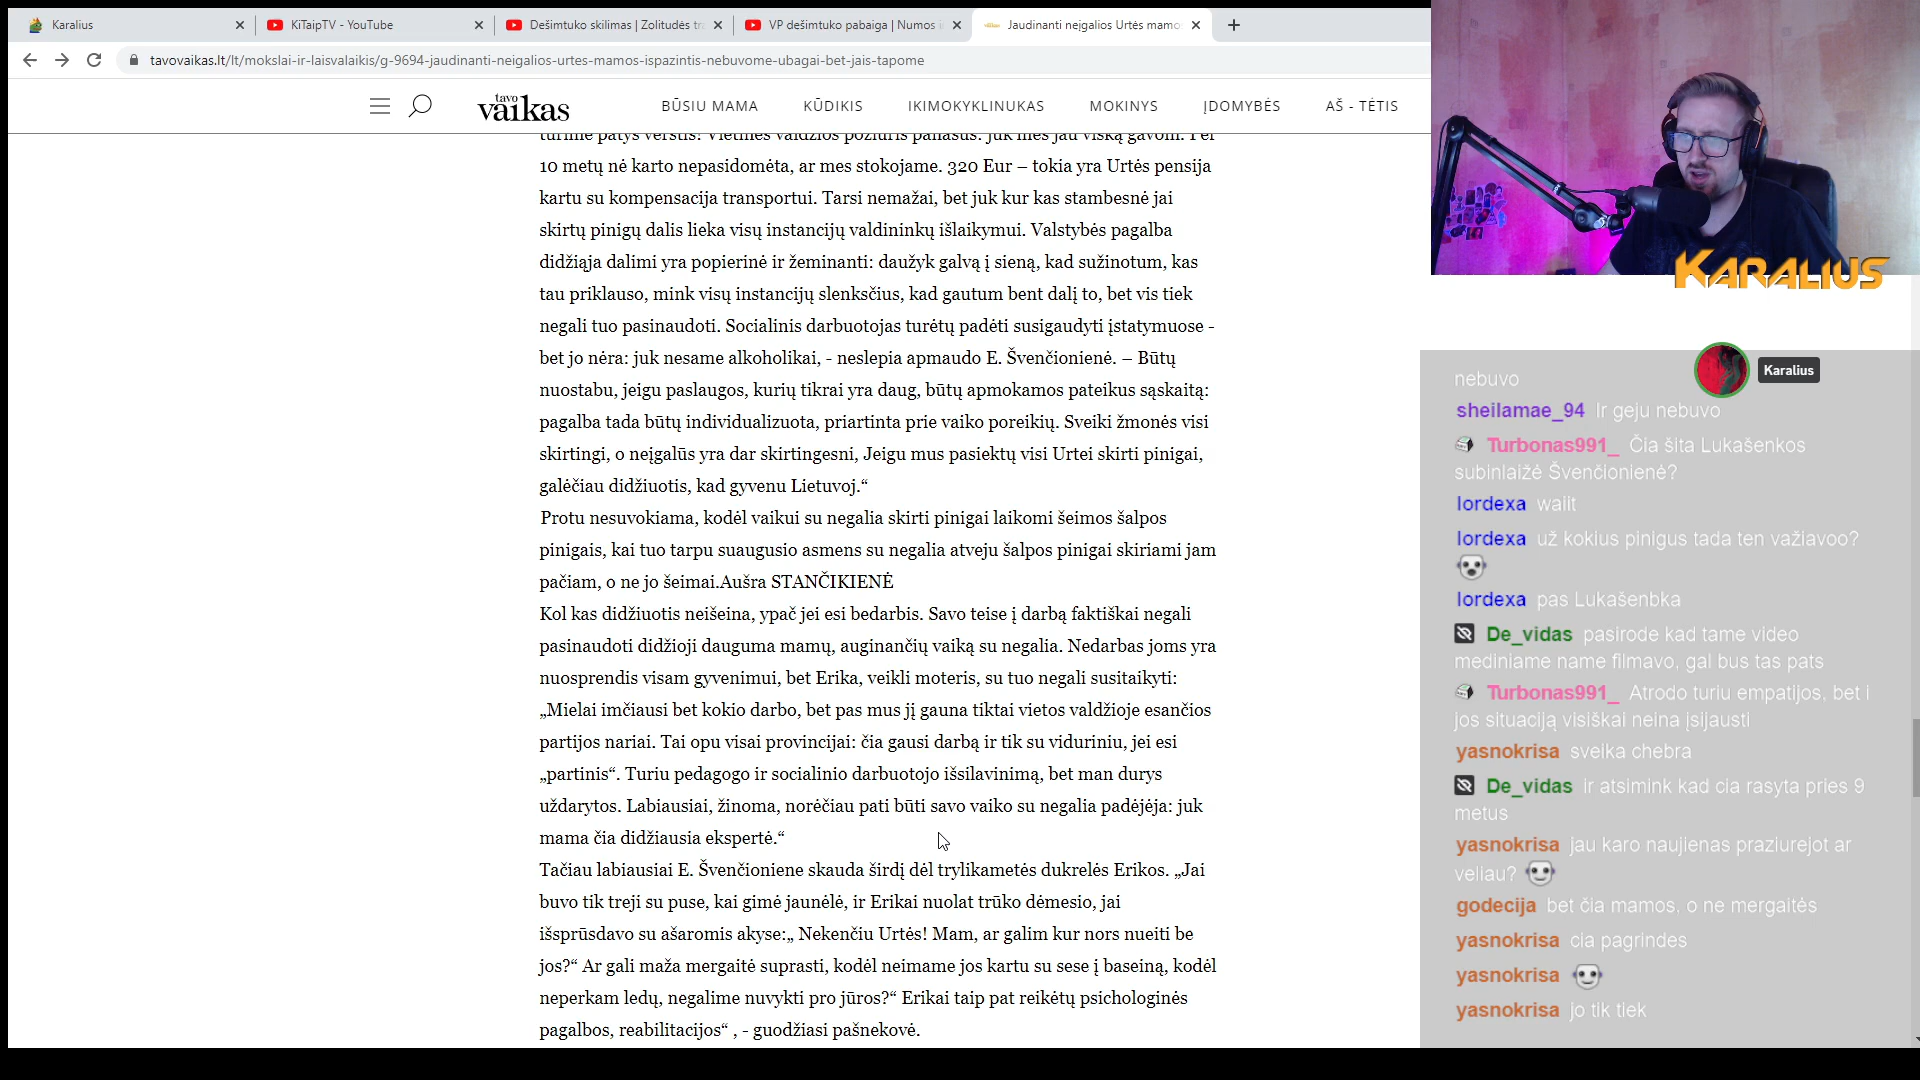 Karalius
KiTaipTV - YouTube
Dešimtuko skilimas | Zolitudės tr
VP dešimtuko pabaiga | Numos i
Jaudinanti neįgalios Urtės mamo
tavovaikas.lt/lt/mokslai-ir-laisvalaikis/g-9694-jaudinanti-neigalios-urtes-mamos-ispazintis-nebuvome-ubagai-bet-jais-tapome
tavo
vaikas
BŪSIU MAMA
KŪDIKIS
IKIMOKYKLINUKAS
MOKINYS
ĮDOMYBĖS
AŠ - TĖTIS
turime patys verstis! Vietinės valdžios požiūris panašus: juk mes jau viską gavom. Per
10 metų nė karto nepasidomėta, ar mes stokojame. 320 Eur – tokia yra Urtės pensija
kartu su kompensacija transportui. Tarsi nemažai, bet juk kur kas stambesnė jai
skirtų pinigų dalis lieka visų instancijų valdininkų išlaikymui. Valstybės pagalba
didžiąja dalimi yra popierinė ir žeminanti: daužyk galvą į sieną, kad sužinotum, kas
tau priklauso, mink visų instancijų slenksčius, kad gautum bent dalį to, bet vis tiek
negali tuo pasinaudoti. Socialinis darbuotojas turėtų padėti susigaudyti įstatymuose -
bet jo nėra: juk nesame alkoholikai, - neslepia apmaudo E. Švenčionienė. – Būtų
nuostabu, jeigu paslaugos, kurių tikrai yra daug, būtų apmokamos pateikus sąskaitą:
pagalba tada būtų individualizuota, priartinta prie vaiko poreikių. Sveiki žmonės visi
skirtingi, o neįgalūs yra dar skirtingesni, Jeigu mus pasiektų visi Urtei skirti pinigai,
galėčiau didžiuotis, kad gyvenu Lietuvoj.“
Protu nesuvokiama, kodėl vaikui su negalia skirti pinigai laikomi šeimos šalpos
pinigais, kai tuo tarpu suaugusio asmens su negalia atveju šalpos pinigai skiriami jam
pačiam, o ne jo šeimai.Aušra STANČIKIENĖ
Kol kas didžiuotis neišeina, ypač jei esi bedarbis. Savo teise į darbą faktiškai negali
pasinaudoti didžioji dauguma mamų, auginančių vaiką su negalia. Nedarbas joms yra
nuosprendis visam gyvenimui, bet Erika, veikli moteris, su tuo negali susitaikyti:
„Mielai imčiausi bet kokio darbo, bet pas mus jį gauna tiktai vietos valdžioje esančios
partijos nariai. Tai opu visai provincijai: čia gausi darbą ir tik su viduriniu, jei esi
„partinis“. Turiu pedagogo ir socialinio darbuotojo išsilavinimą, bet man durys
uždarytos. Labiausiai, žinoma, norėčiau pati būti savo vaiko su negalia padėjėja: juk
mama čia didžiausia ekspertė.“
Tačiau labiausiai E. Švenčioniene skauda širdį dėl trylikametės dukrelės Erikos. „Jai
buvo tik treji su puse, kai gimė jaunėlė, ir Erikai nuolat trūko dėmesio, jai
išsprūsdavo su ašaromis akyse:„ Nekenčiu Urtės! Mam, ar galim kur nors nueiti be
jos?“ Ar gali maža mergaitė suprasti, kodėl neimame jos kartu su sese į baseiną, kodėl
neperkam ledų, negalime nuvykti pro jūros?“ Erikai taip pat reikėtų psichologinės
pagalbos, reabilitacijos“ , - guodžiasi pašnekovė.
KARALIUS
Karalius
nebuvo
sheilamae_94 Ir geju nebuvo
Turbonas991_ Čia šita Lukašenkos
subinlaižė Švenčionienė?
lordexa waiit
lordexa už kokius pinigus tada ten važiavoo?
lordexa pas Lukašenbka
De_vidas pasirode kad tame video
mediniame name filmavo, gal bus tas pats
Turbonas991_ Atrodo turiu empatijos, bet i
jos situaciją visiškai neina įsijausti
yasnokrisa sveika chebra
De_vidas ir atsimink kad cia rasyta pries 9
metus
yasnokrisa jau karo naujienas praziurejot ar
veliau?
godecija bet čia mamos, o ne mergaitės
yasnokrisa cia pagrindes
yasnokrisa
yasnokrisa jo tik tiek